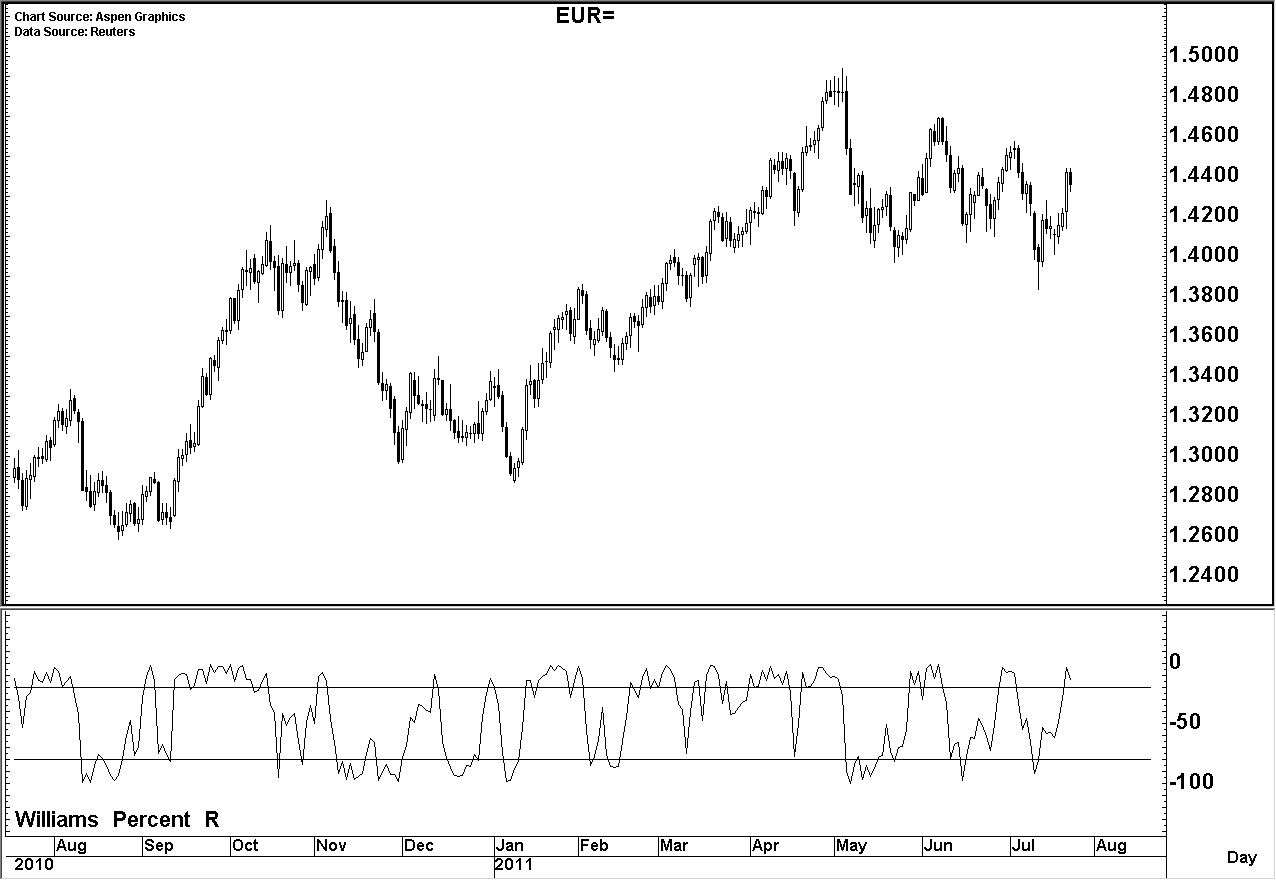 Chart Source: Aspen Graphics
Data Source: Reuters
EUR=
1.5000
1.4800
1.4600
1.4400
1.4200
1.4000
1.3800
1.3600
1.3400
1.3200
1.3000
1.2800
1.2600
1.2400
0
-50
-100
Williams Percent R
Aug Sep Oct Nov Dec Jan Feb Mar Apr May Jun Jul Aug
2010 2011 Day